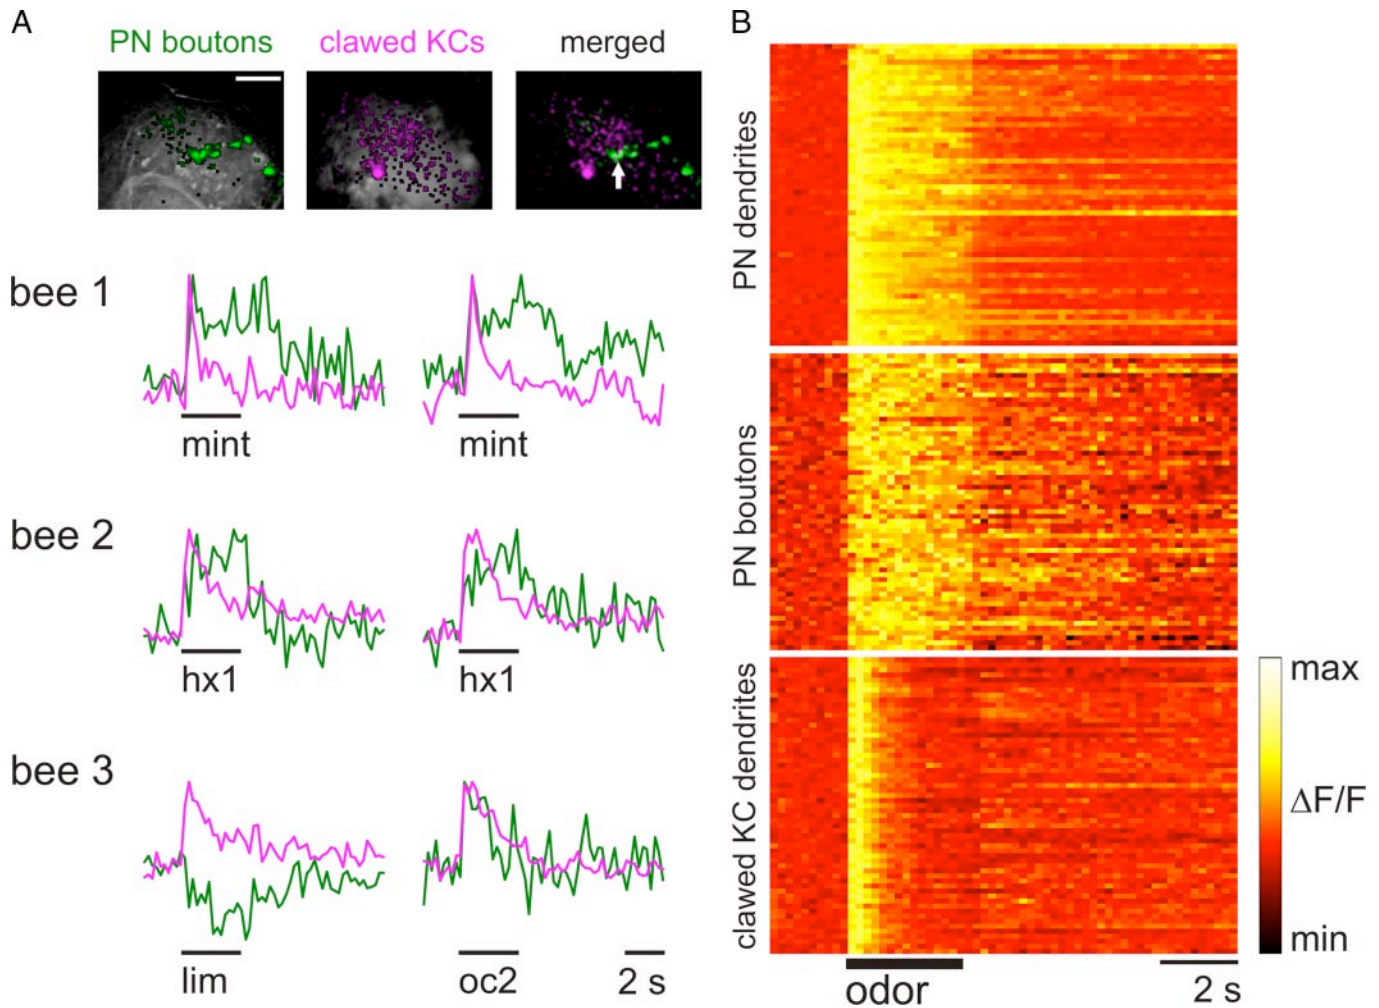 A
PN boutons
clawed KCs
merged
bee 1
mint
mint
bee 2
hx1
hx1
bee 3
lim
oc2
2 s
B
PN dendrites
PN boutons
clawed KC dendrites
max
ΔF/F
min
odor
2 s